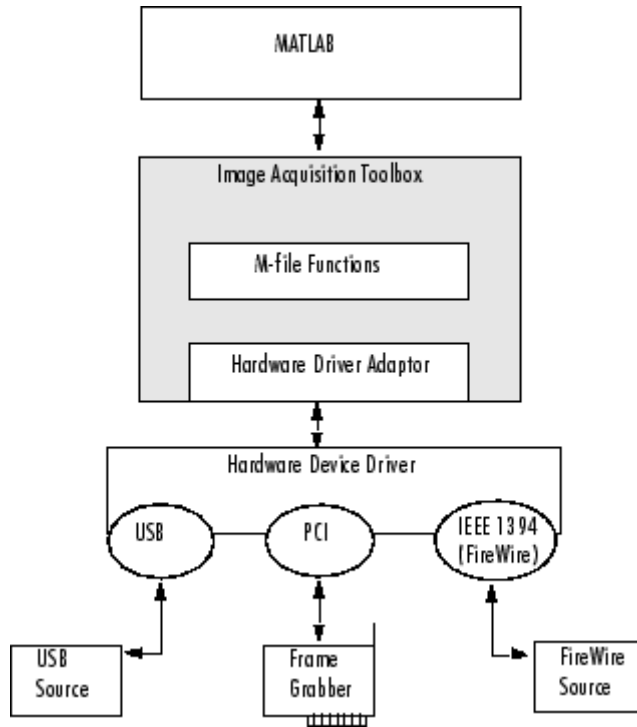 MATLAB
Image Acquisition Toolbox
M-file Functions
Hardware Driver Adaptor
Hardware Device Driver
USB
PCI
IEEE 1394
(FireWire)
USB
Source
Frame
Grabber
FireWire
Source